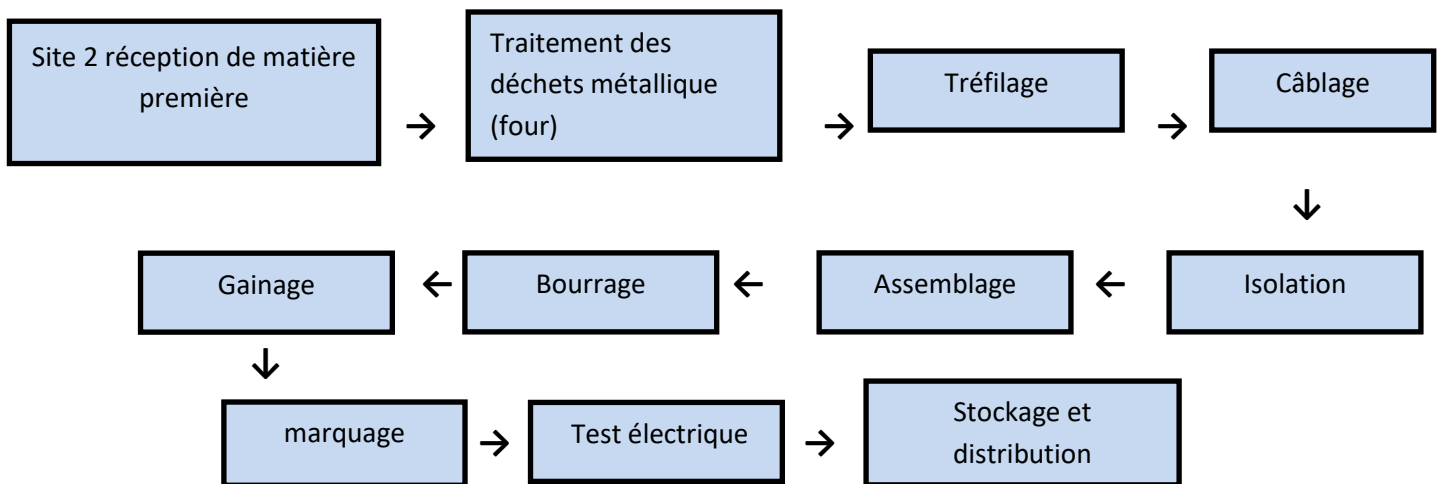 Site 2 réception de matière
première
Traitement des
déchets métallique
(four)
Tréfilage
Câblage
Isolation
Assemblage
Bourrage
Gainage
marquage
Test électrique
Stockage et
distribution